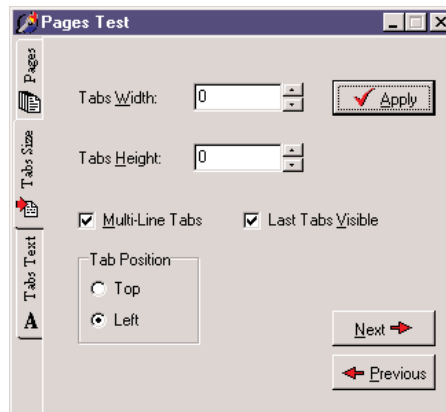 Pages Test
Pages
Tabs Size
Tabs Text
A
Tabs Width:
0
Apply
Tabs Height:
0
Multi-Line Tabs
Last Tabs Visible
Tab Position
Top
Left
Next
Previous